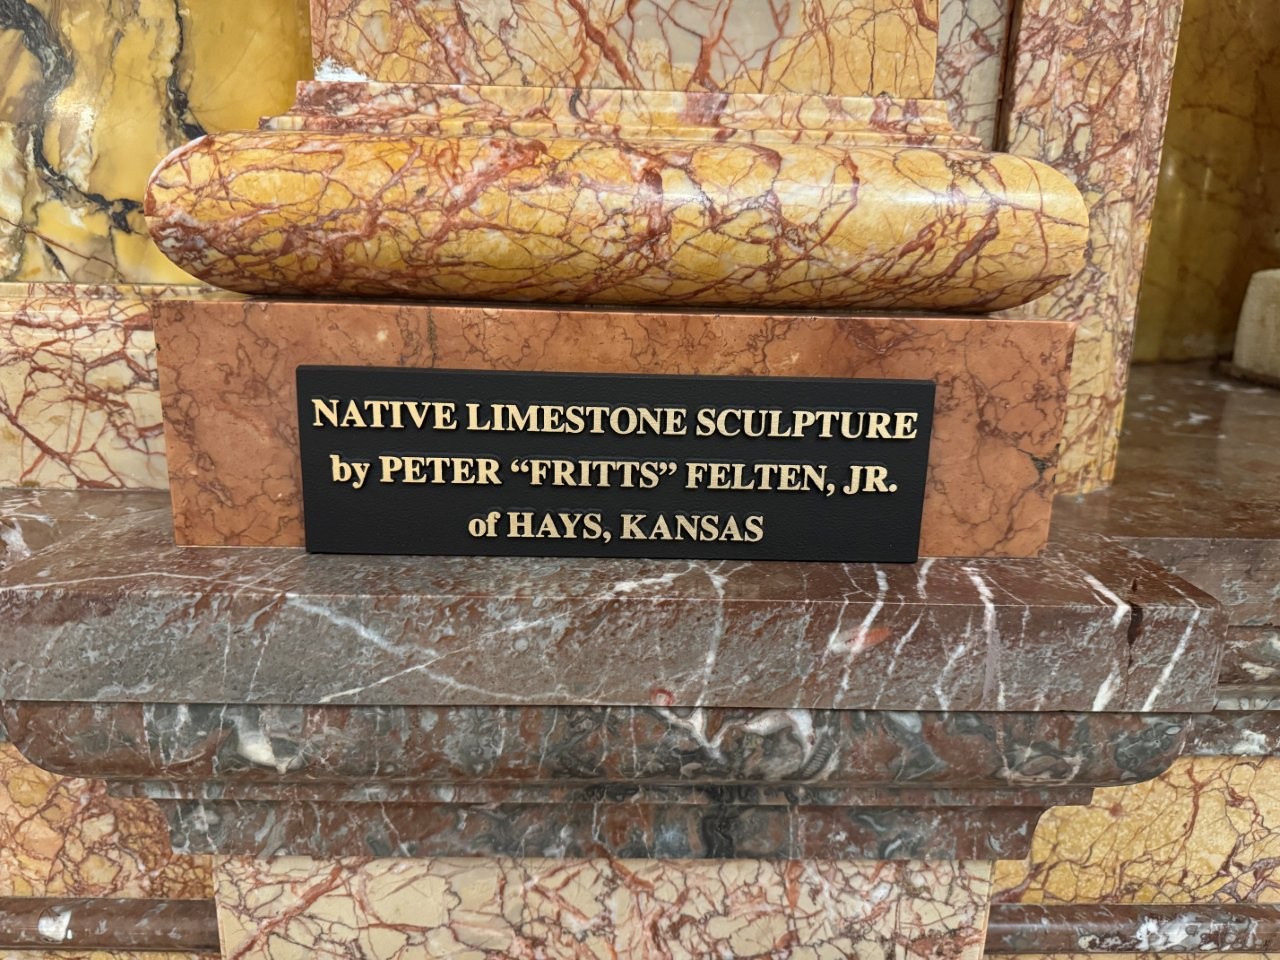 NATIVE LIMESTONE SCULPTURE
by PETER “FRITTS” FELTEN, JR.
of HAYS, KANSAS